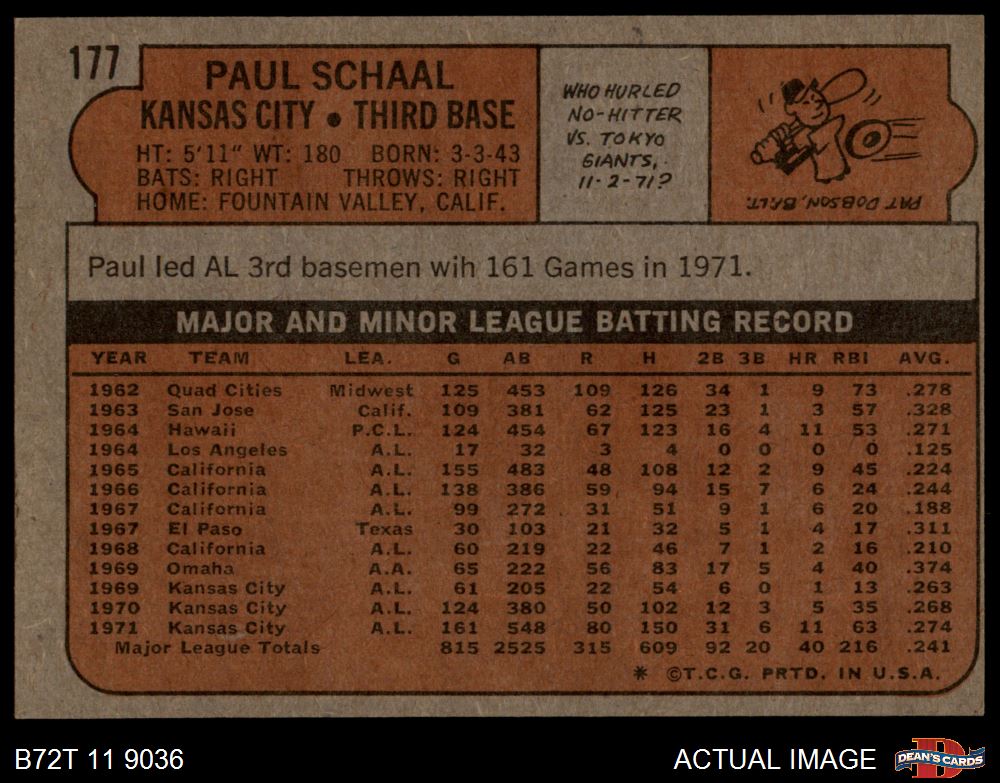 177
PAUL SCHAAL
KANSAS CITY • THIRD BASE
HT: 5'11" WT: 180 BORN: 3-3-43
BATS: RIGHT THROWS: RIGHT
HOME: FOUNTAIN VALLEY, CALIF.
WHO HURLED
NO-HITTER
VS. TOKYO
GIANTS,
11-2-71?
PAT DOBSON, BALT.
Paul led AL 3rd basemen wih 161 Games in 1971.
MAJOR AND MINOR LEAGUE BATTING RECORD
YEAR TEAM LEA. G AB R H 2B 3B HR RBI AVG.
1962 Quad Cities Midwest 125 453 109 126 34 1 9 73 .278
1963 San Jose Calif. 109 381 62 125 23 1 3 57 .328
1964 Hawaii P.C.L. 124 454 67 123 16 4 11 53 .271
1964 Los Angeles A.L. 17 32 3 4 0 0 0 0 .125
1965 California A.L. 155 483 48 108 12 2 9 45 .224
1966 California A.L. 138 386 59 94 15 7 6 24 .244
1967 California A.L. 99 272 31 51 9 1 6 20 .188
1967 El Paso Texas 30 103 21 32 5 1 4 17 .311
1968 California A.L. 60 219 22 46 7 1 2 16 .210
1969 Omaha A.A. 65 222 56 83 17 5 4 40 .374
1969 Kansas City A.L. 61 205 22 54 6 0 1 13 .263
1970 Kansas City A.L. 124 380 50 102 12 3 5 35 .268
1971 Kansas City A.L. 161 548 80 150 31 6 11 63 .274
Major League Totals 815 2525 315 609 92 20 40 216 .241
* ©T.C.G. PRTD. IN U.S.A.
B72T 11 9036
ACTUAL IMAGE
D
DEAN'S CARDS